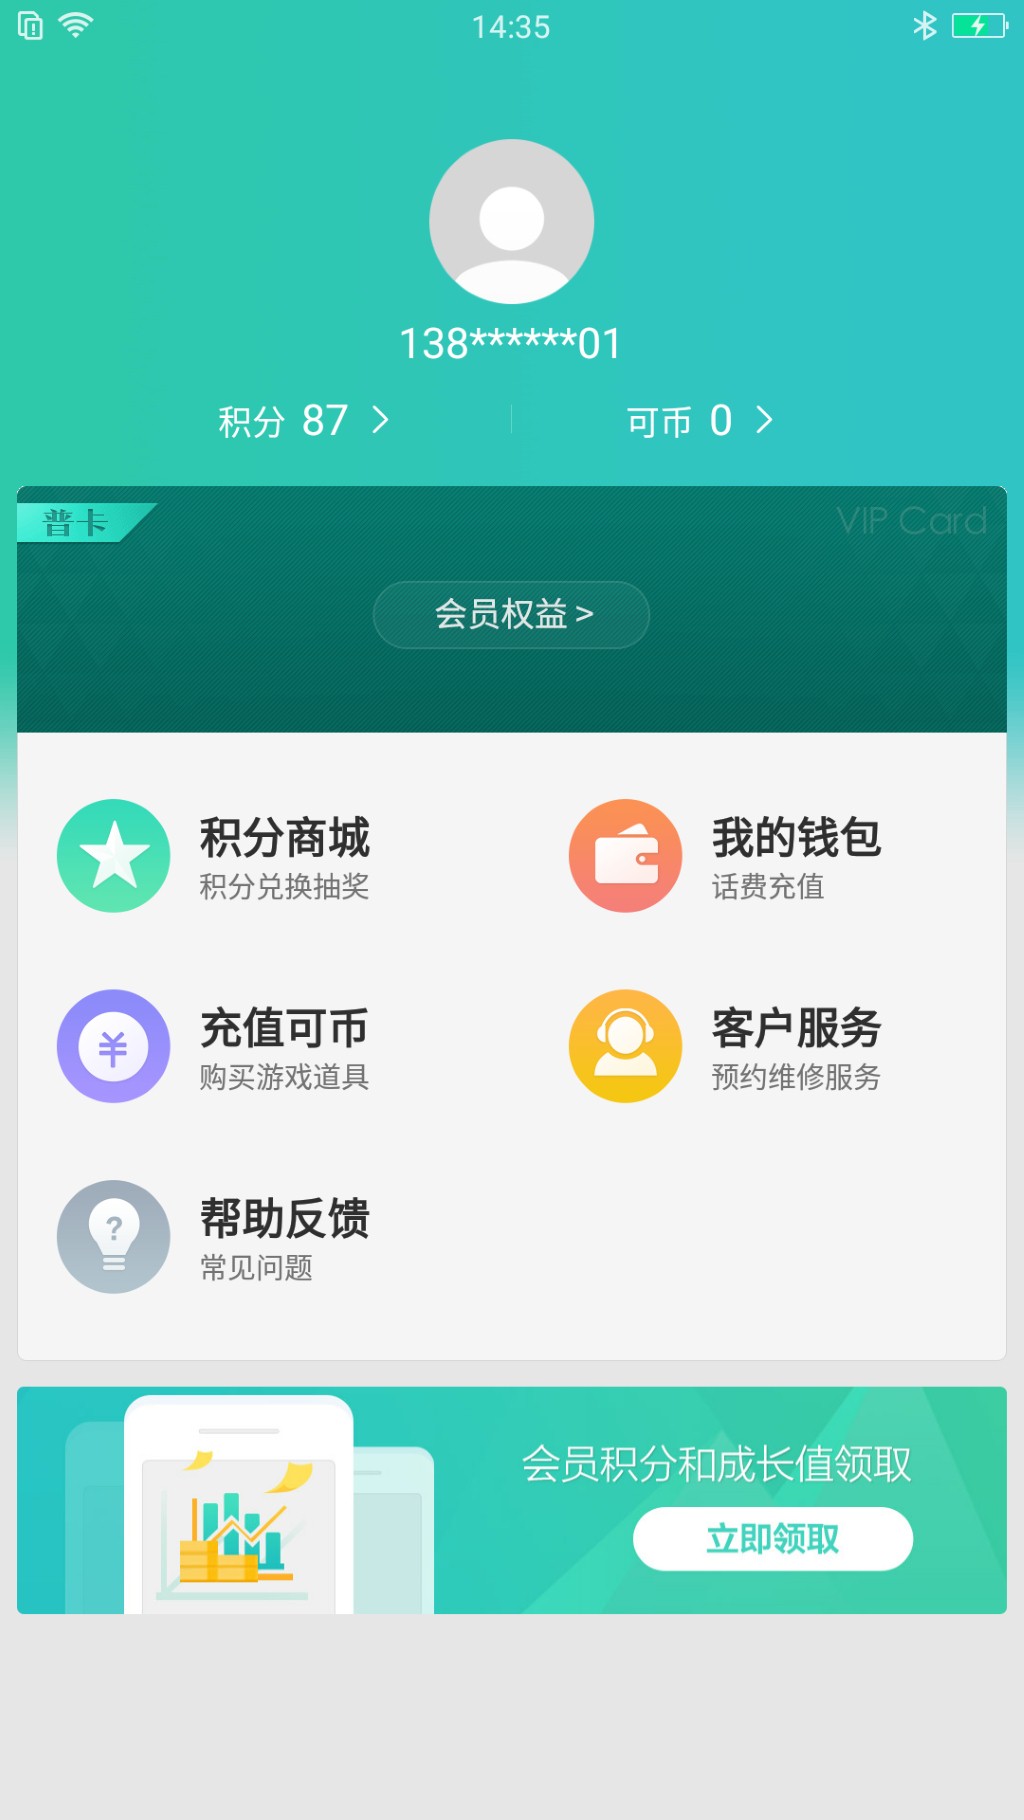 14:35
138******01
积分 87
可币 0
普卡
VIP Card
会员权益 >
积分商城
积分兑换抽奖
我的钱包
话费充值
充值可币
购买游戏道具
客户服务
预约维修服务
帮助反馈
常见问题
会员积分和成长值领取
立即领取